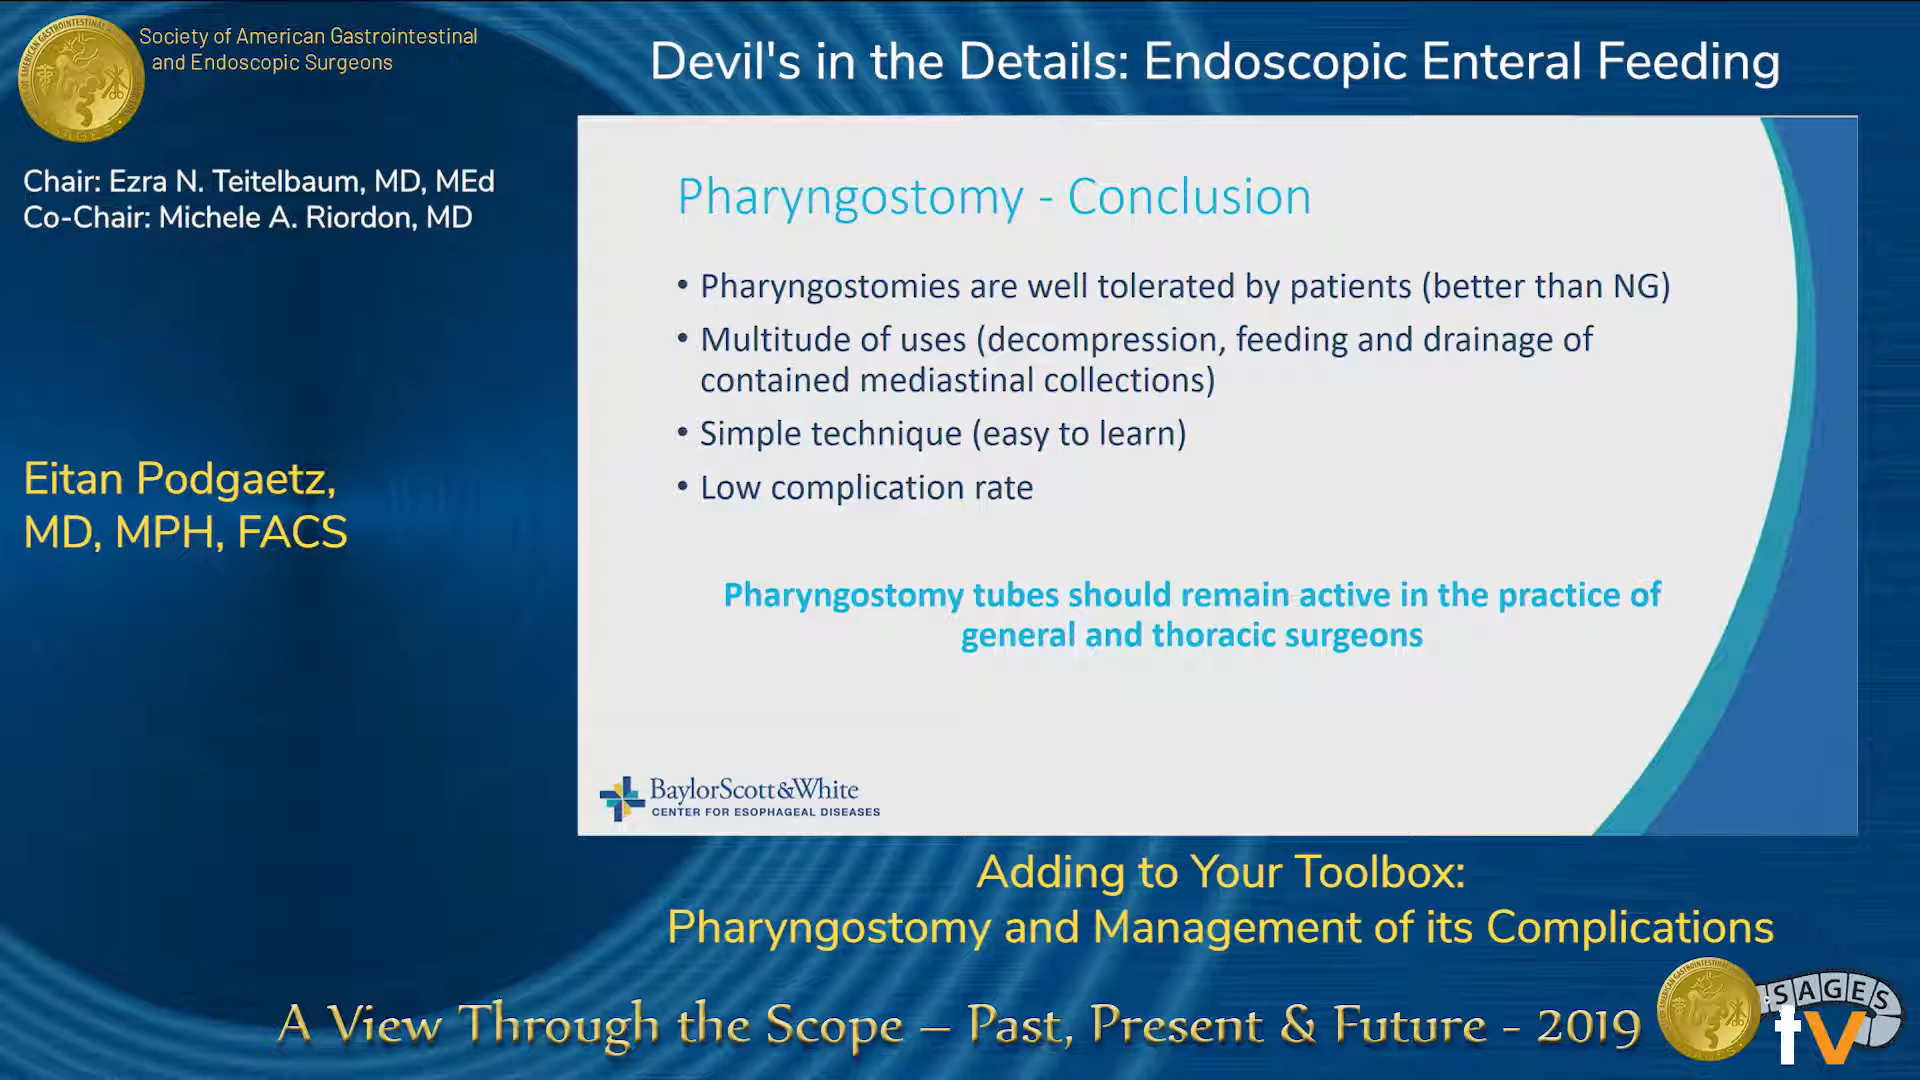 Society of American Gastrointestinal
and Endoscopic Surgeons
Devil's in the Details: Endoscopic Enteral Feeding
Chair: Ezra N. Teitelbaum, MD, MEd
Co-Chair: Michele A. Riordon, MD
Eitan Podgaetz,
MD, MPH, FACS
Pharyngostomy - Conclusion
• Pharyngostomies are well tolerated by patients (better than NG)
• Multitude of uses (decompression, feeding and drainage of
contained mediastinal collections)
• Simple technique (easy to learn)
• Low complication rate
Pharyngostomy tubes should remain active in the practice of
general and thoracic surgeons
BaylorScott&White
CENTER FOR ESOPHAGEAL DISEASES
Adding to Your Toolbox:
Pharyngostomy and Management of its Complications
A View Through the Scope – Past, Present & Future - 2019
SAGES
tv